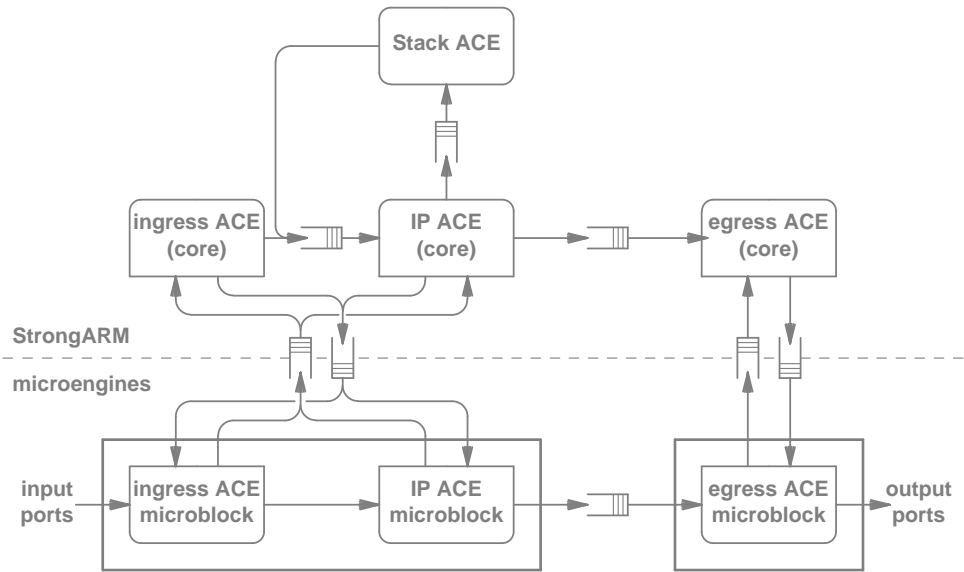 Stack ACE
ingress ACE
(core)
IP ACE
(core)
egress ACE
(core)
StrongARM
microengines
input
ports
ingress ACE
microblock
IP ACE
microblock
egress ACE
microblock
output
ports